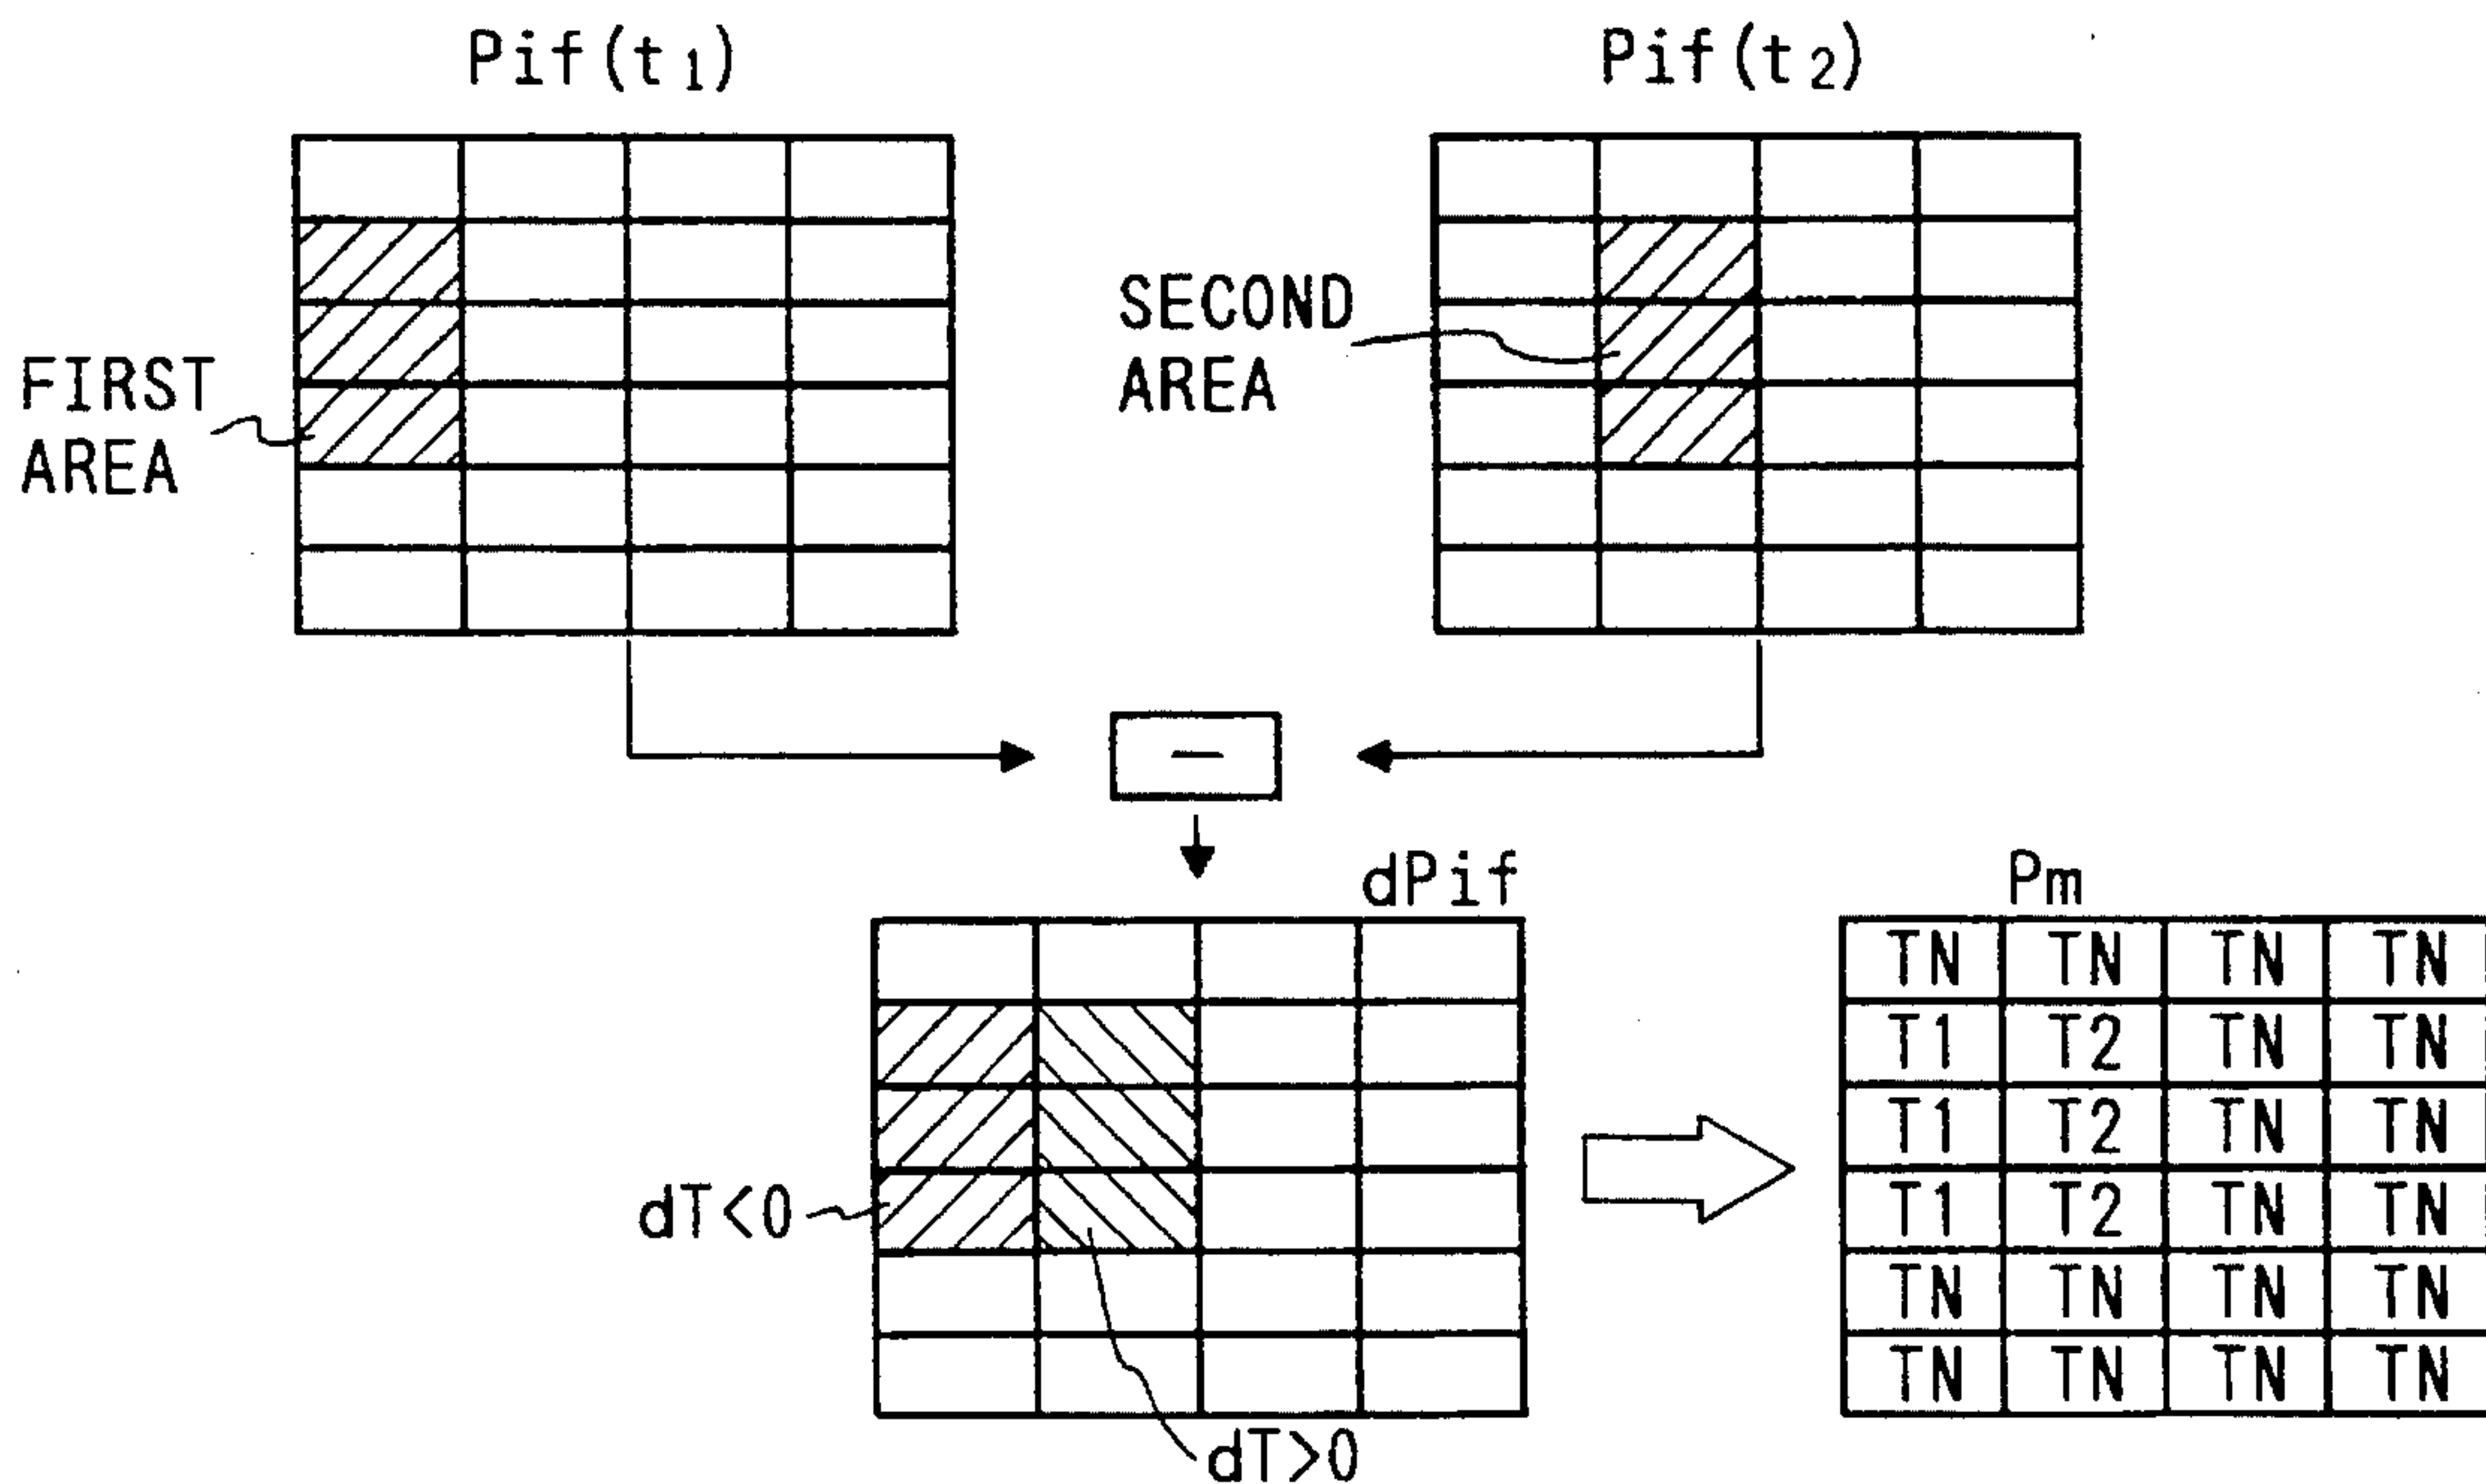 Pif(t1)
Pif(t2)
FIRST
AREA
SECOND
AREA
−
dPif
dT<0
dT>0
Pm
TN TN TN TN
T1 T2 TN TN
T1 T2 TN TN
T1 T2 TN TN
TN TN TN TN
TN TN TN TN